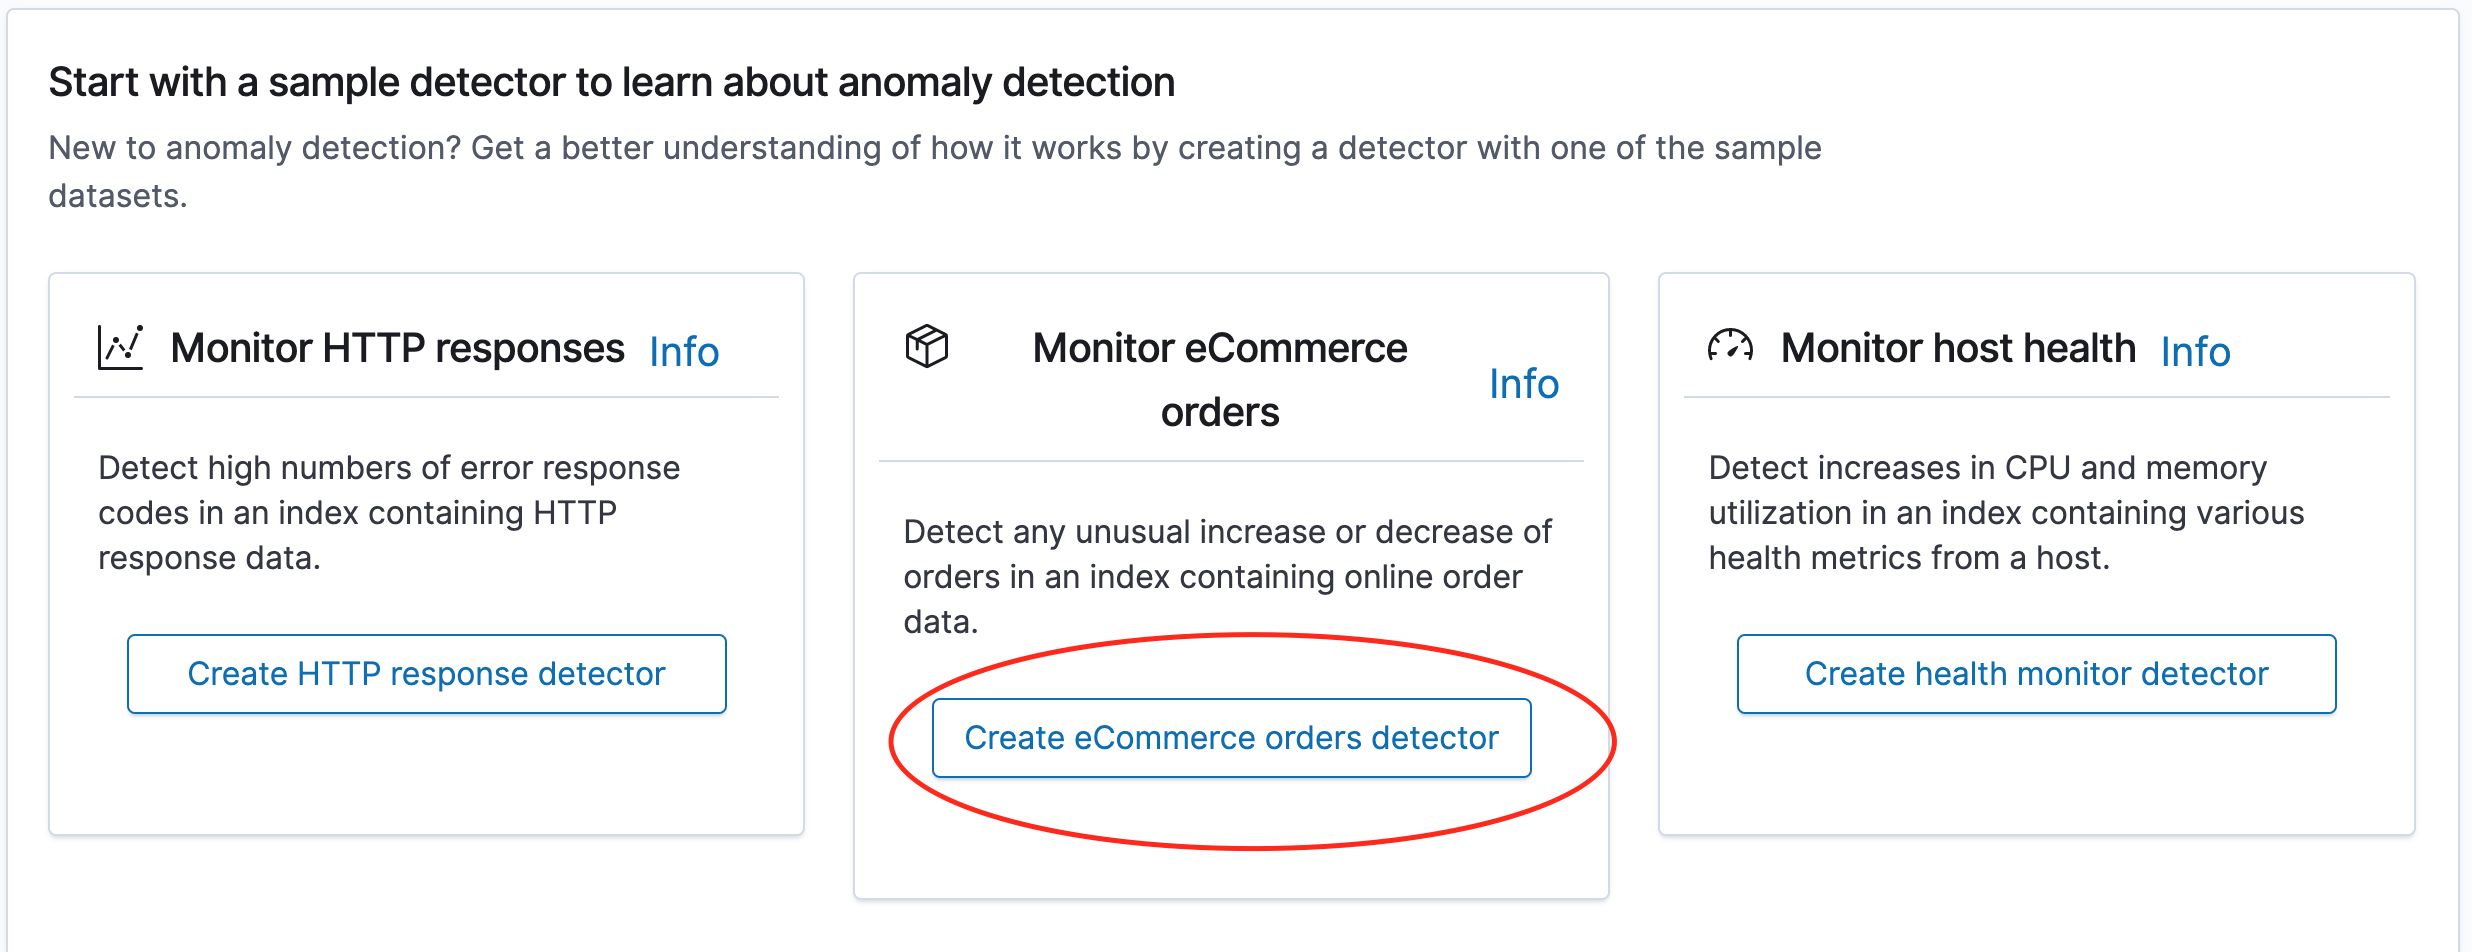 Start with a sample detector to learn about anomaly detection
New to anomaly detection? Get a better understanding of how it works by creating a detector with one of the sample
datasets.
Monitor HTTP responses Info
Detect high numbers of error response
codes in an index containing HTTP
response data.
Create HTTP response detector
Monitor eCommerce
orders
Info
Detect any unusual increase or decrease of
orders in an index containing online order
data.
Create eCommerce orders detector
Monitor host health Info
Detect increases in CPU and memory
utilization in an index containing various
health metrics from a host.
Create health monitor detector